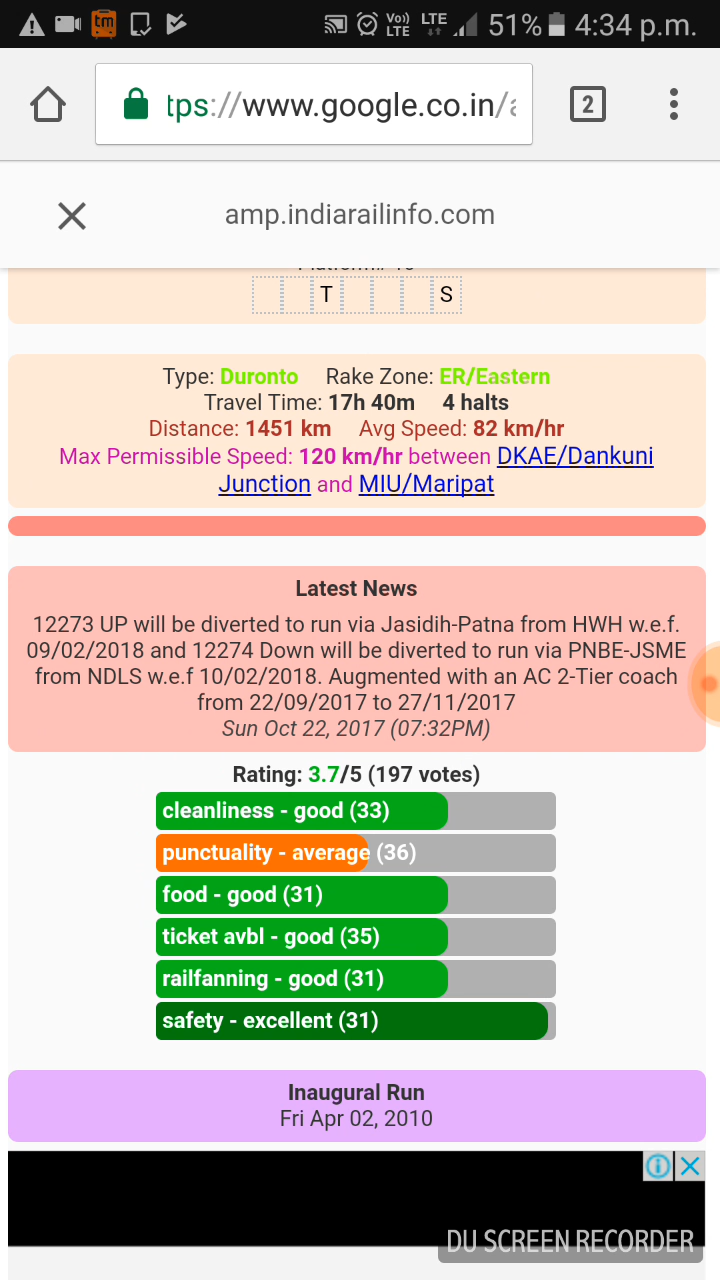 tm Vo)) LTE LTE 51% 4:34 p.m.
tps://www.google.co.in/a 2
amp.indiarailinfo.com
T S
Type: Duronto Rake Zone: ER/Eastern
Travel Time: 17h 40m 4 halts
Distance: 1451 km Avg Speed: 82 km/hr
Max Permissible Speed: 120 km/hr between DKAE/Dankuni
Junction and MIU/Maripat
Latest News
12273 UP will be diverted to run via Jasidih-Patna from HWH w.e.f.
09/02/2018 and 12274 Down will be diverted to run via PNBE-JSME
from NDLS w.e.f 10/02/2018. Augmented with an AC 2-Tier coach
from 22/09/2017 to 27/11/2017
Sun Oct 22, 2017 (07:32PM)
Rating: 3.7/5 (197 votes)
cleanliness - good (33)
punctuality - average (36)
food - good (31)
ticket avbl - good (35)
railfanning - good (31)
safety - excellent (31)
Inaugural Run
Fri Apr 02, 2010
DU SCREEN RECORDER